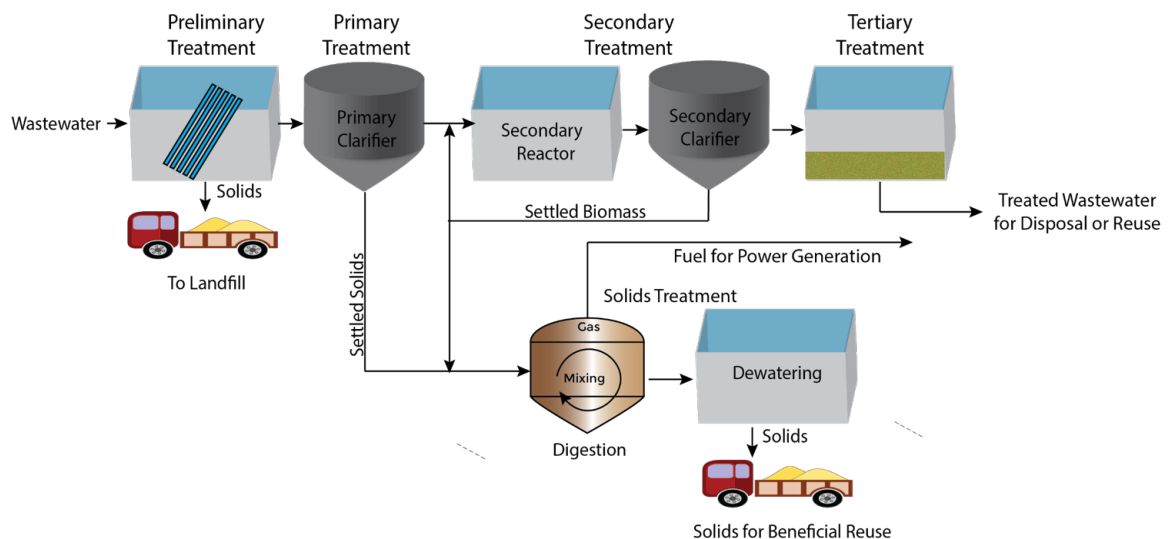 Preliminary
Treatment
Primary
Treatment
Secondary
Treatment
Tertiary
Treatment
Wastewater
Primary
Clarifier
Secondary
Reactor
Secondary
Clarifier
Solids
To Landfill
Settled Biomass
Treated Wastewater
for Disposal or Reuse
Fuel for Power Generation
Settled Solids
Solids Treatment
Gas
Mixing
Digestion
Dewatering
Solids
Solids for Beneficial Reuse